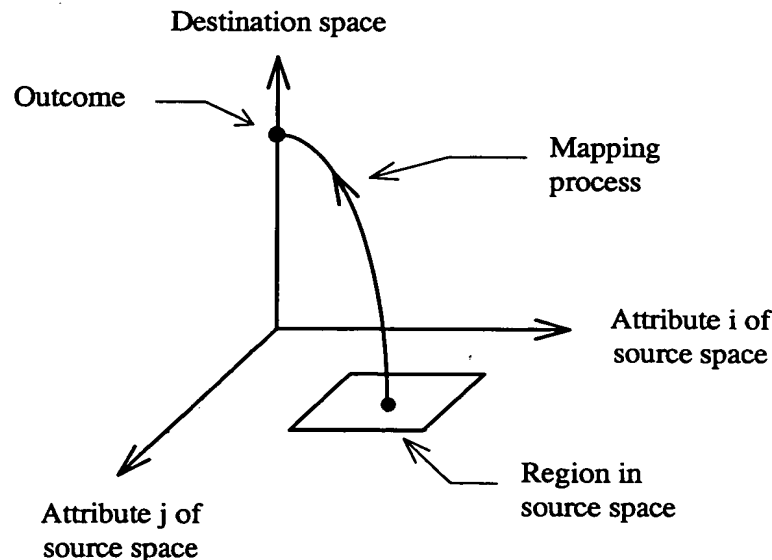 Destination space
Outcome
Mapping
process
Attribute i of
source space
Region in
source space
Attribute j of
source space